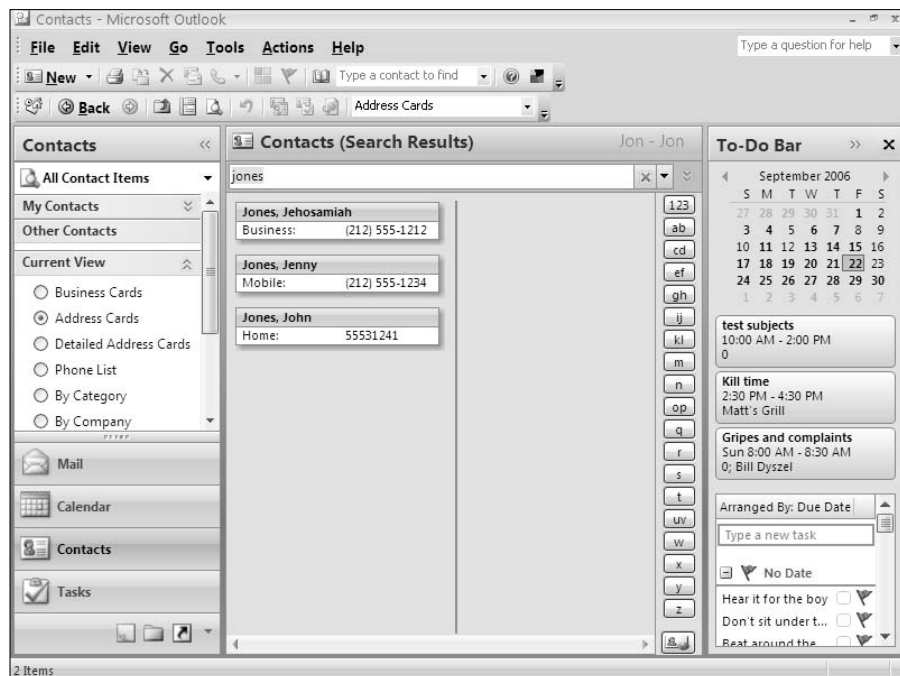 Contacts - Microsoft Outlook
File Edit View Go Tools Actions Help
Type a question for help
New
Type a contact to find
Back
Address Cards
Contacts
All Contact Items
My Contacts
Other Contacts
Current View
Business Cards
Address Cards
Detailed Address Cards
Phone List
By Category
By Company
Mail
Calendar
Contacts
Tasks
Contacts (Search Results) Jon - Jon
jones
Jones, Jehosamiah
Business: (212) 555-1212
Jones, Jenny
Mobile: (212) 555-1234
Jones, John
Home: 55531241
123
ab
cd
ef
gh
ij
kl
m
n
op
q
r
s
t
uv
w
x
y
z
To-Do Bar
September 2006
S M T W T F S
27 28 29 30 31 1 2
3 4 5 6 7 8 9
10 11 12 13 14 15 16
17 18 19 20 21 22 23
24 25 26 27 28 29 30
1 2 3 4 5 6 7
test subjects
10:00 AM - 2:00 PM
0
Kill time
2:30 PM - 4:30 PM
Matt's Grill
Gripes and complaints
Sun 8:00 AM - 8:30 AM
0; Bill Dyszel
Arranged By: Due Date
Type a new task
No Date
Hear it for the boy
Don't sit under t...
Beat around the
2 Items